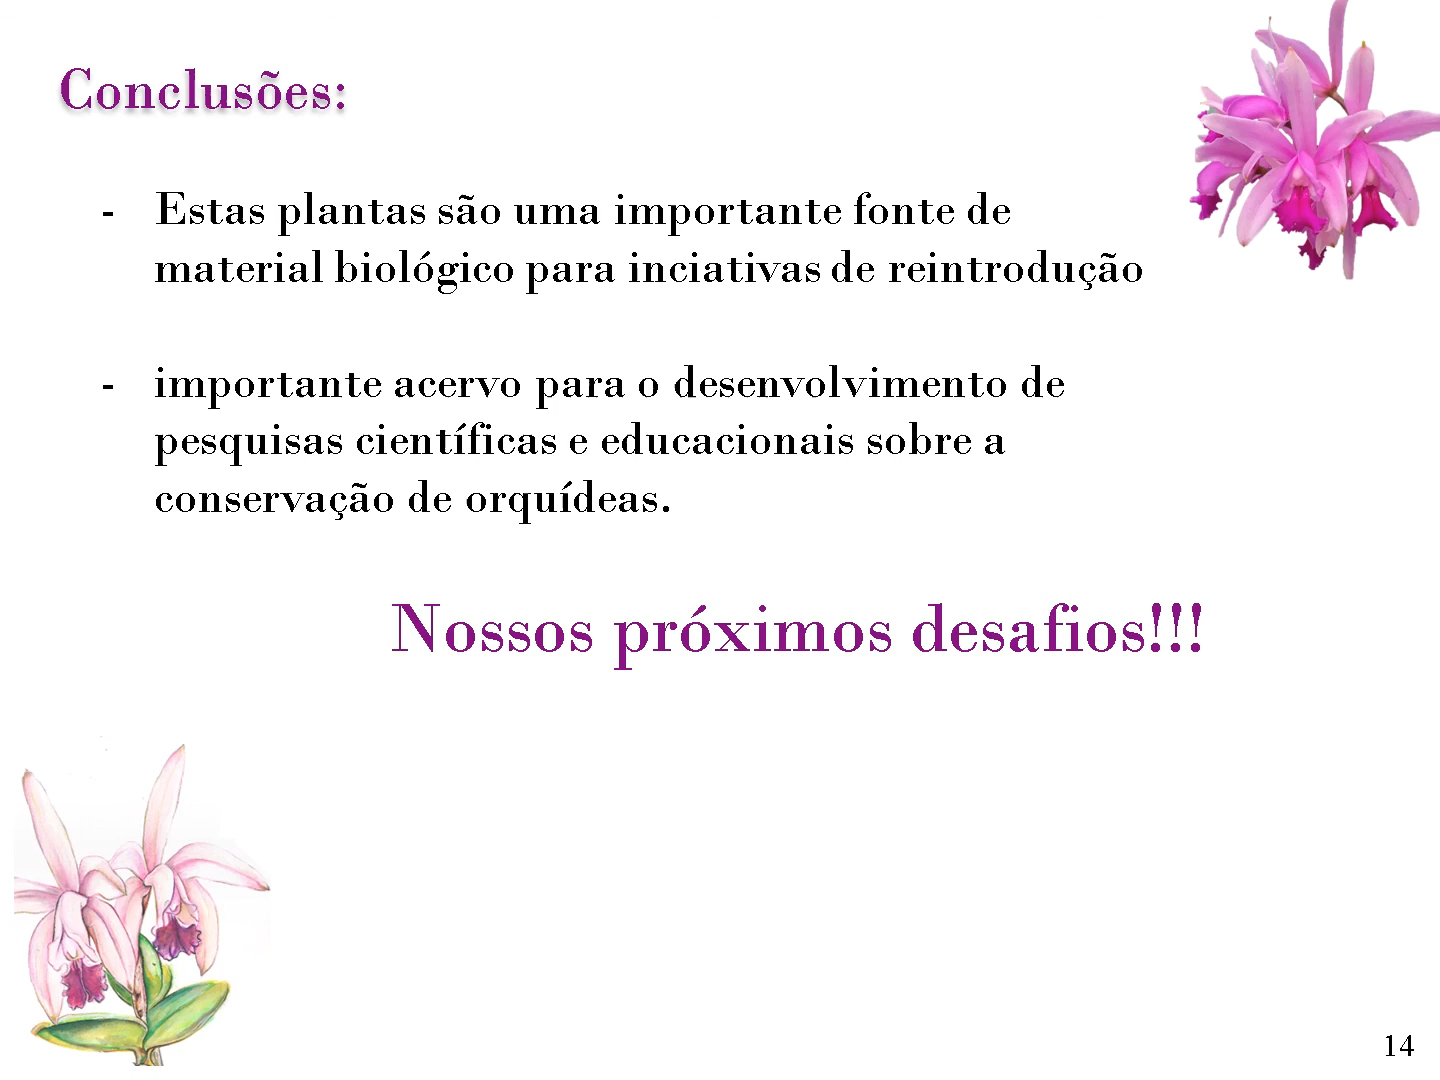 Conclusões:
- Estas plantas são uma importante fonte de
material biológico para inciativas de reintrodução
- importante acervo para o desenvolvimento de
pesquisas científicas e educacionais sobre a
conservação de orquídeas.
Nossos próximos desafios!!!
14